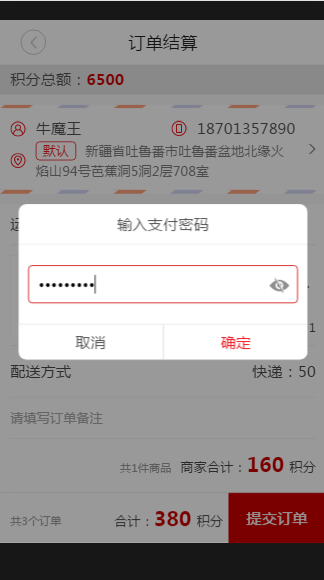 订单结算
积分总额：6500
牛魔王 18701357890
默认 新疆省吐鲁番市吐鲁番盆地北缘火
焰山94号芭蕉洞5洞2层708室
运
输入支付密码
•••••••••
1
取消 确定
配送方式 快递：50
请填写订单备注
共1件商品 商家合计：160 积分
共3个订单 合计：380 积分 提交订单